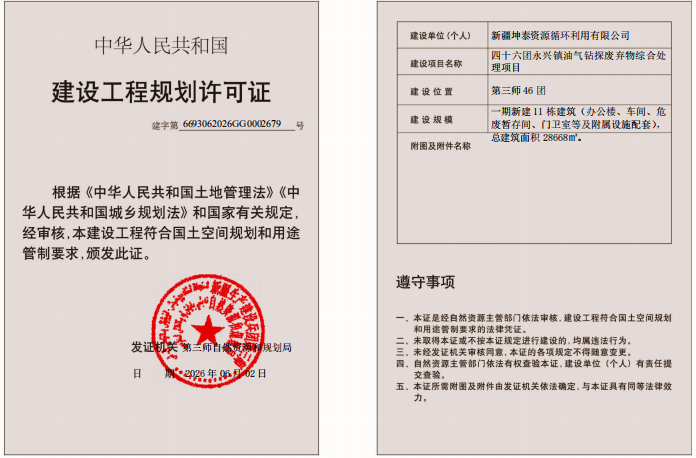 中华人民共和国
建设工程规划许可证
建字第 6693062026GG0002679 号
根据《中华人民共和国土地管理法》《中
华人民共和国城乡规划法》和国家有关规定，
经审核，本建设工程符合国土空间规划和用途
管制要求，颁发此证。
发证机关 第三师自然资源和规划局
日 期 2026 年 06 月 02 日
建设单位(个人) 新疆坤泰资源循环利用有限公司
建设项目名称 四十六团永兴镇油气钻探废弃物综合处
理项目
建设位置 第三师 46 团
建设规模 一期新建 11 栋建筑（办公楼、车间、危
废暂存间、门卫室等及附属设施配套），
总建筑面积 28668㎡。
附图及附件名称
遵守事项
一、本证是经自然资源主管部门依法审核，建设工程符合国土空间规划
和用途管制要求的法律凭证。
二、未取得本证或不按本证规定进行建设的，均属违法行为。
三、未经发证机关审核同意，本证的各项规定不得随意变更。
四、自然资源主管部门依法有权查验本证，建设单位（个人）有责任提
交查验。
五、本证所需附图及附件由发证机关依法确定，与本证具有同等法律效
力。